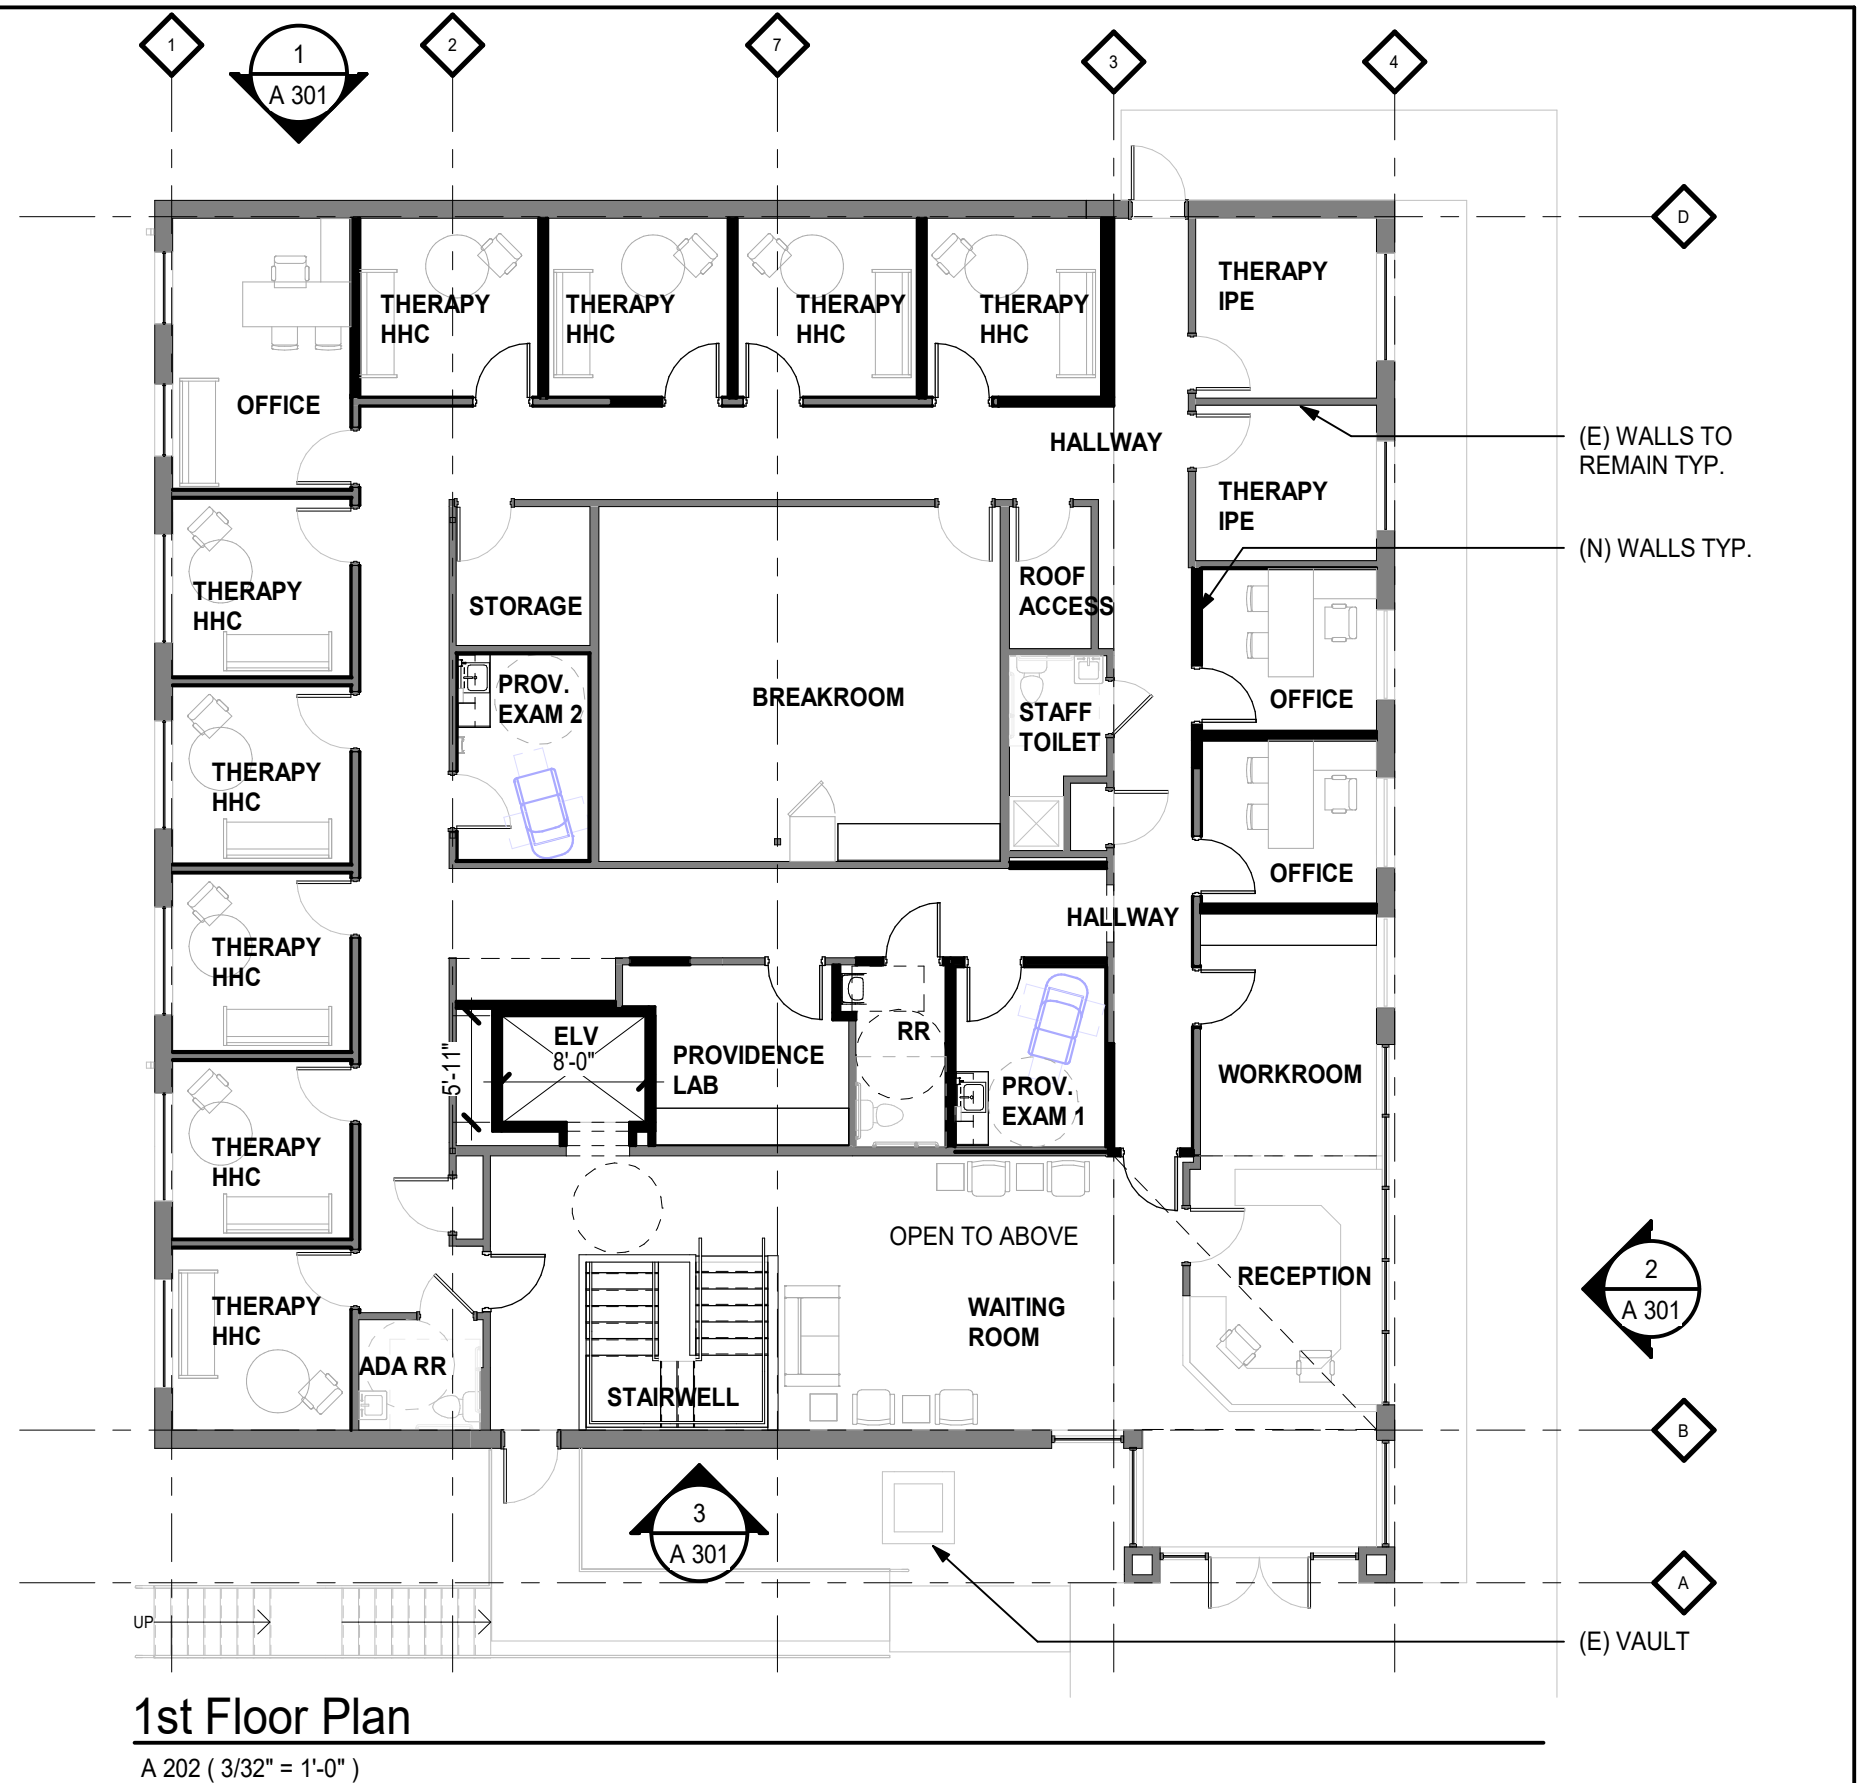 1
2
7
3
4
1
A 301
D
THERAPY
IPE
THERAPY
HHC
THERAPY
HHC
THERAPY
HHC
THERAPY
HHC
OFFICE
HALLWAY
(E) WALLS TO
REMAIN TYP.
THERAPY
IPE
(N) WALLS TYP.
THERAPY
HHC
STORAGE
ROOF
ACCESS
PROV.
EXAM 2
BREAKROOM
STAFF
TOILET
OFFICE
THERAPY
HHC
OFFICE
HALLWAY
THERAPY
HHC
ELV
8'-0"
5'-11"
PROVIDENCE
LAB
RR
PROV.
EXAM 1
WORKROOM
THERAPY
HHC
OPEN TO ABOVE
RECEPTION
2
A 301
THERAPY
HHC
WAITING
ROOM
ADA RR
STAIRWELL
B
3
A 301
A
UP
(E) VAULT
1st Floor Plan
A 202 ( 3/32" = 1'-0" )